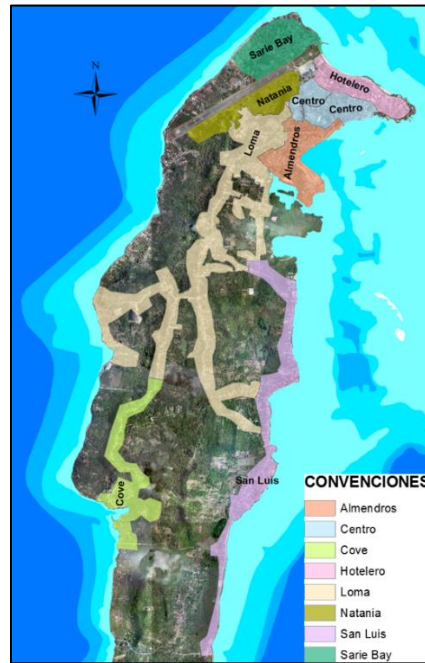 N
Sarie Bay
Hotelero
Natania
Centro
Centro
Loma
Almendros
San Luis
Cove
CONVENCIONES
Almendros
Centro
Cove
Hotelero
Loma
Natania
San Luis
Sarie Bay